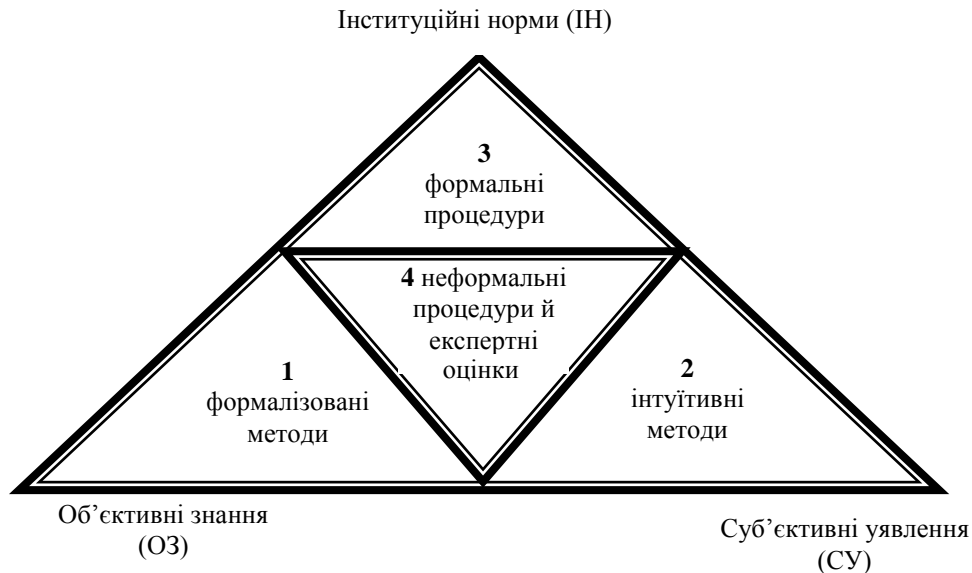 Інституційні норми (ІН)
3
формальні
процедури
4 неформальні
процедури й
експертні
оцінки
1
формалізовані
методи
2
інтуїтивні
методи
Об’єктивні знання
(ОЗ)
Суб’єктивні уявлення
(СУ)